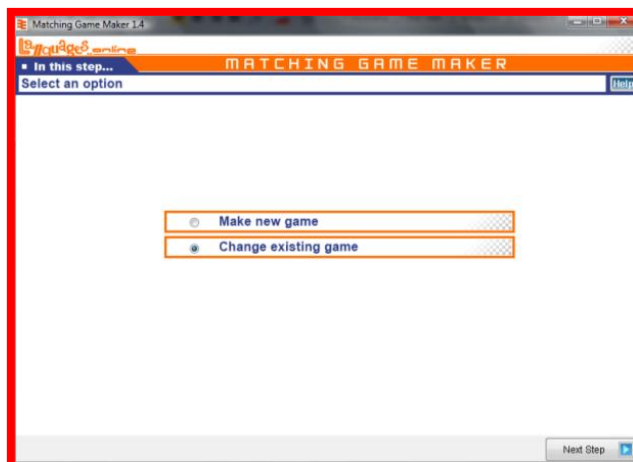 Matching Game Maker 1.4
Languages online
In this step...
MATCHING GAME MAKER
Select an option
Help
Make new game
Change existing game
Next Step